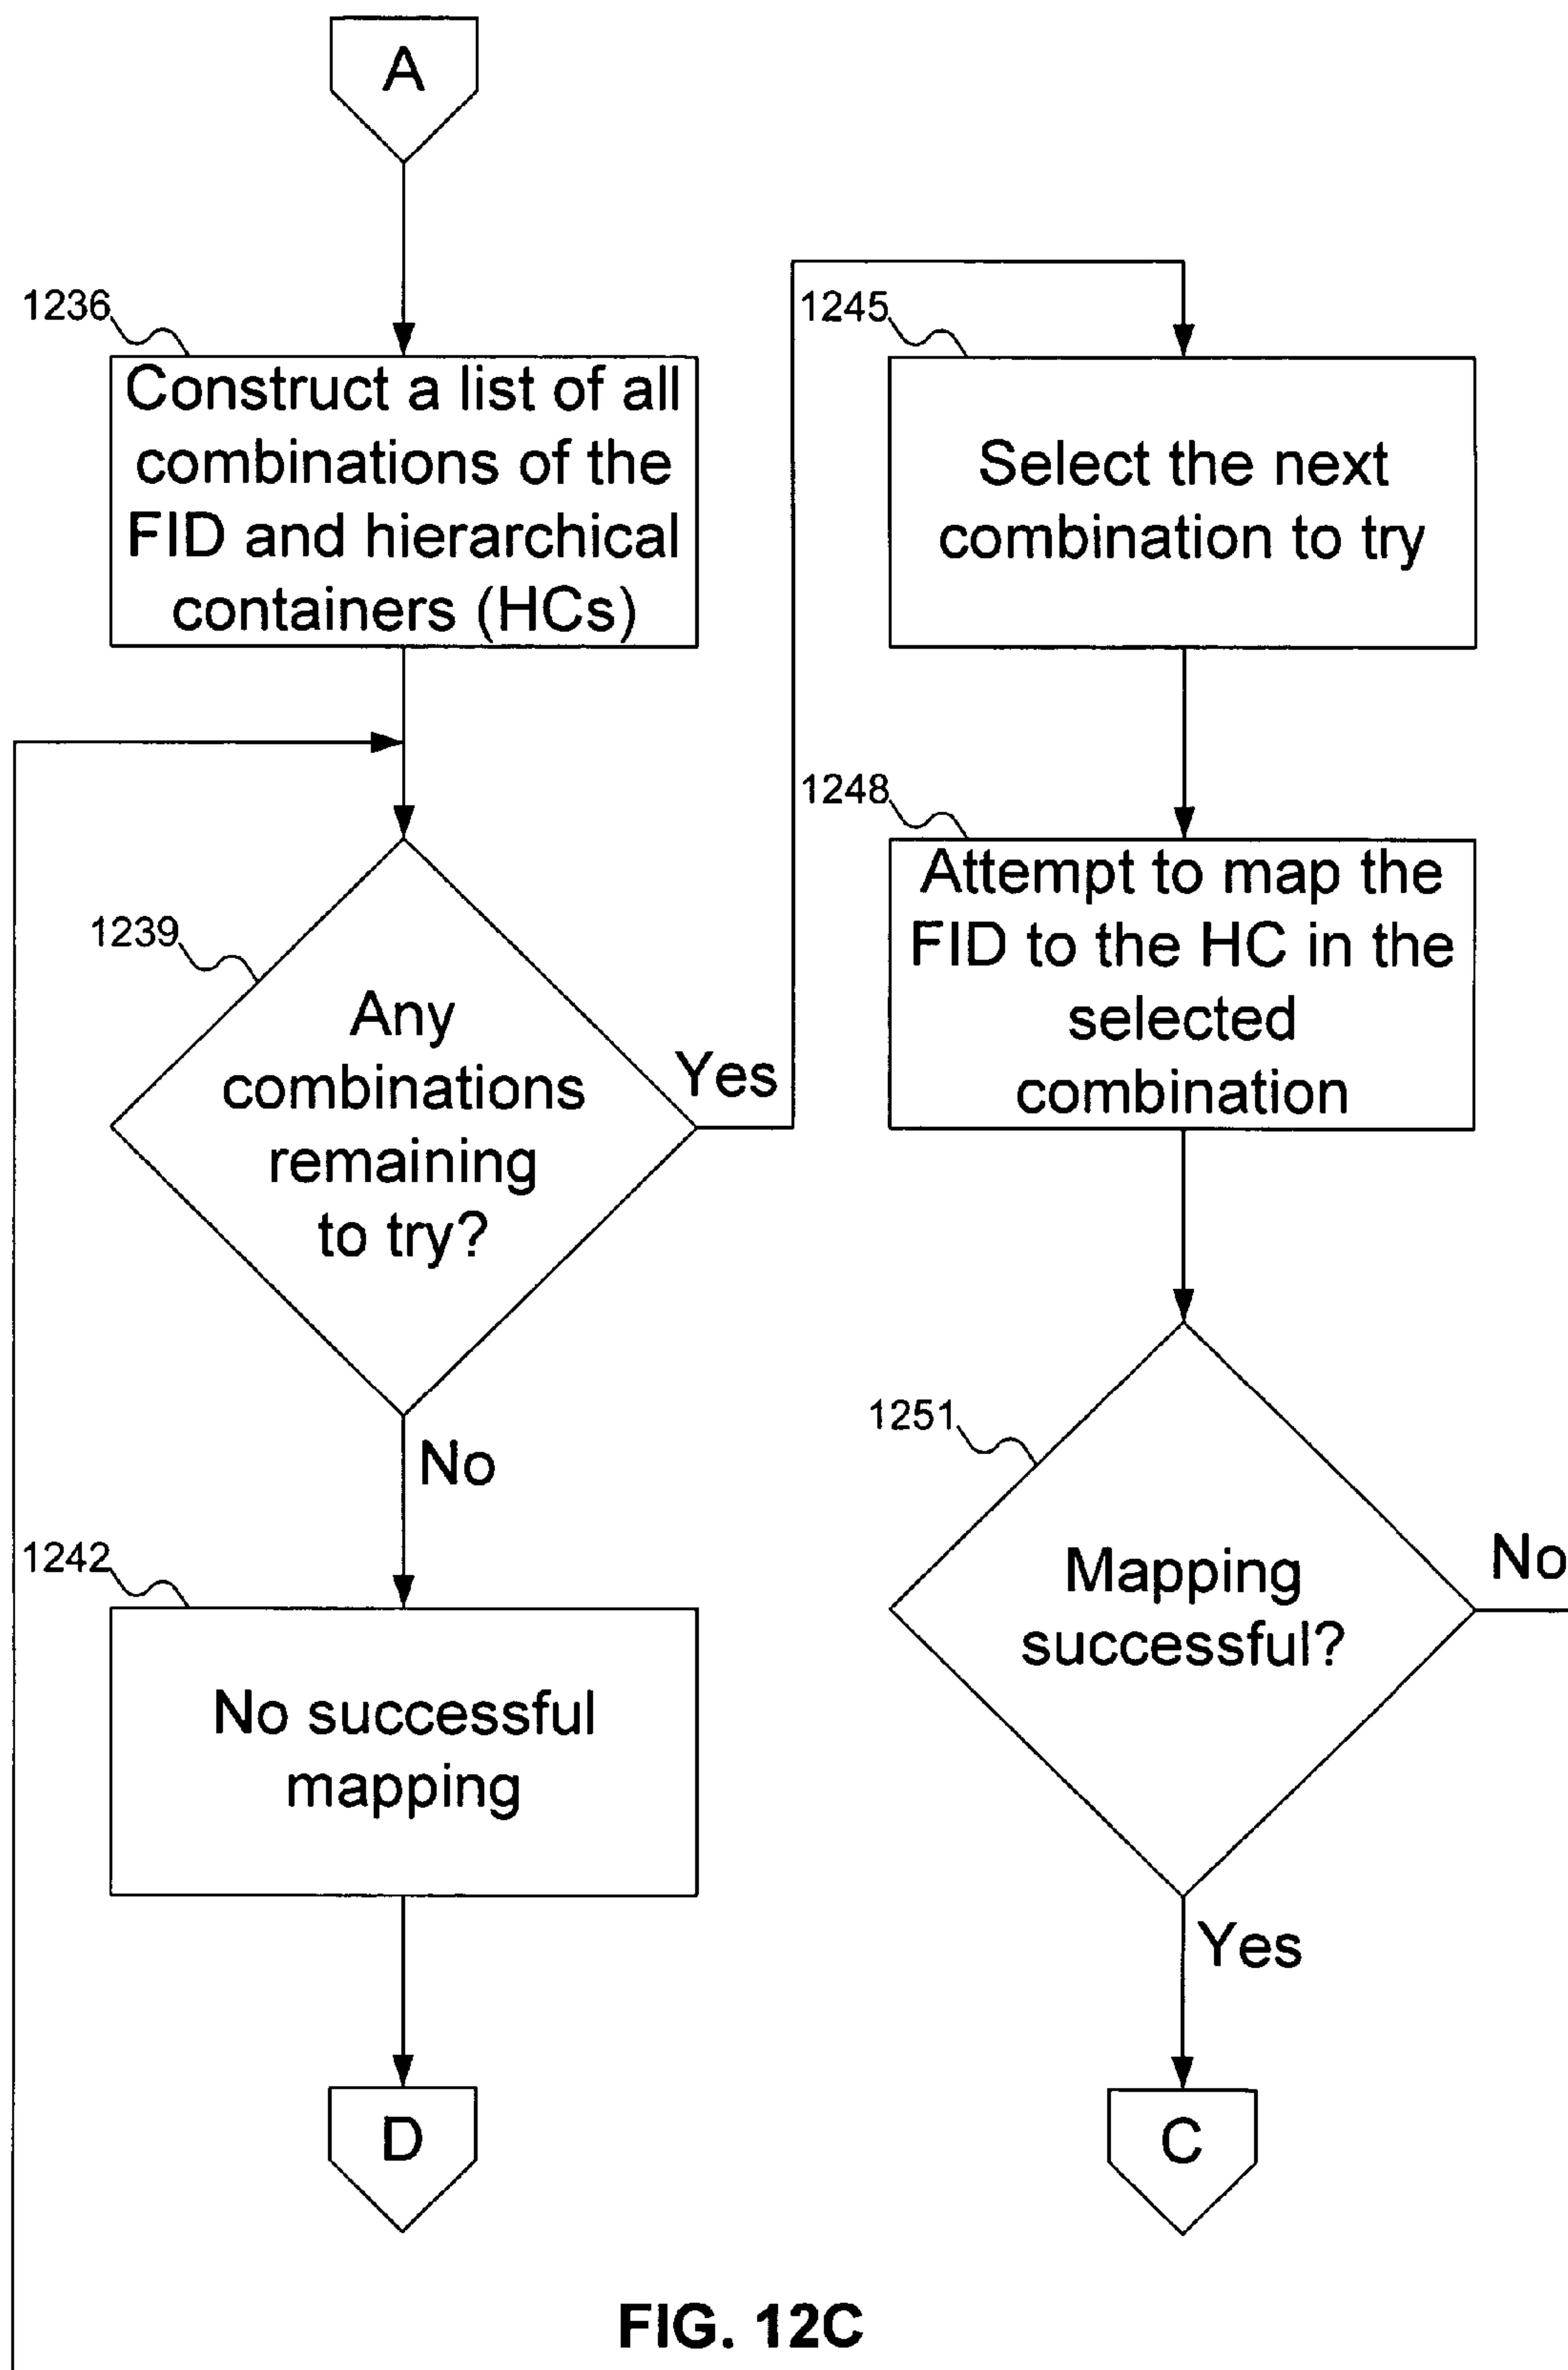 A
1236
Construct a list of all
combinations of the
FID and hierarchical
containers (HCs)
1239
Any
combinations
remaining
to try?
Yes
No
1242
No successful
mapping
D
1245
Select the next
combination to try
1248
Attempt to map the
FID to the HC in the
selected
combination
1251
Mapping
successful?
No
Yes
C
FIG. 12C